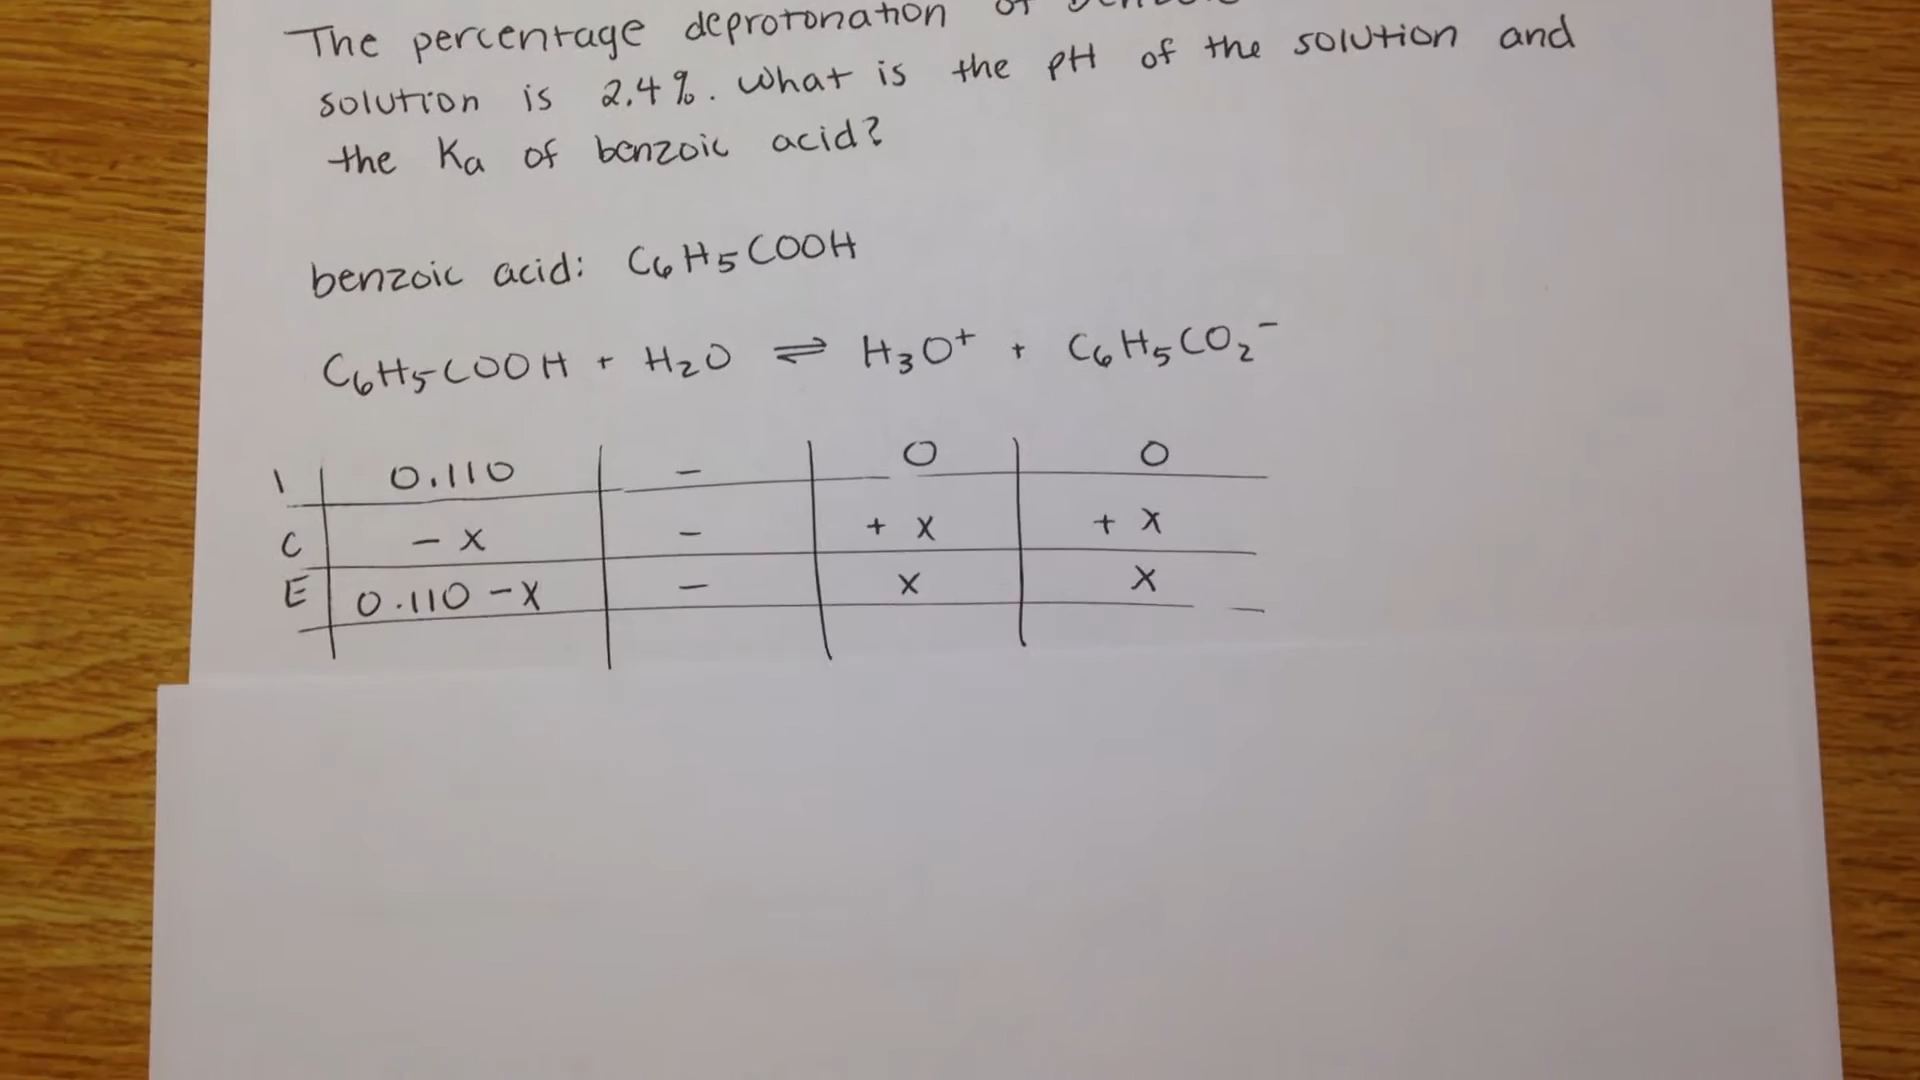 The percentage deprotonation of
solution is 2.4%. What is the pH of the solution and
the Ka of benzoic acid?
benzoic acid: C6H5COOH
C6H5COOH + H2O ⇌ H3O+ + C6H5CO2-
I 0.110 - 0 0
C - x - + x + x
E 0.110 - x - x x